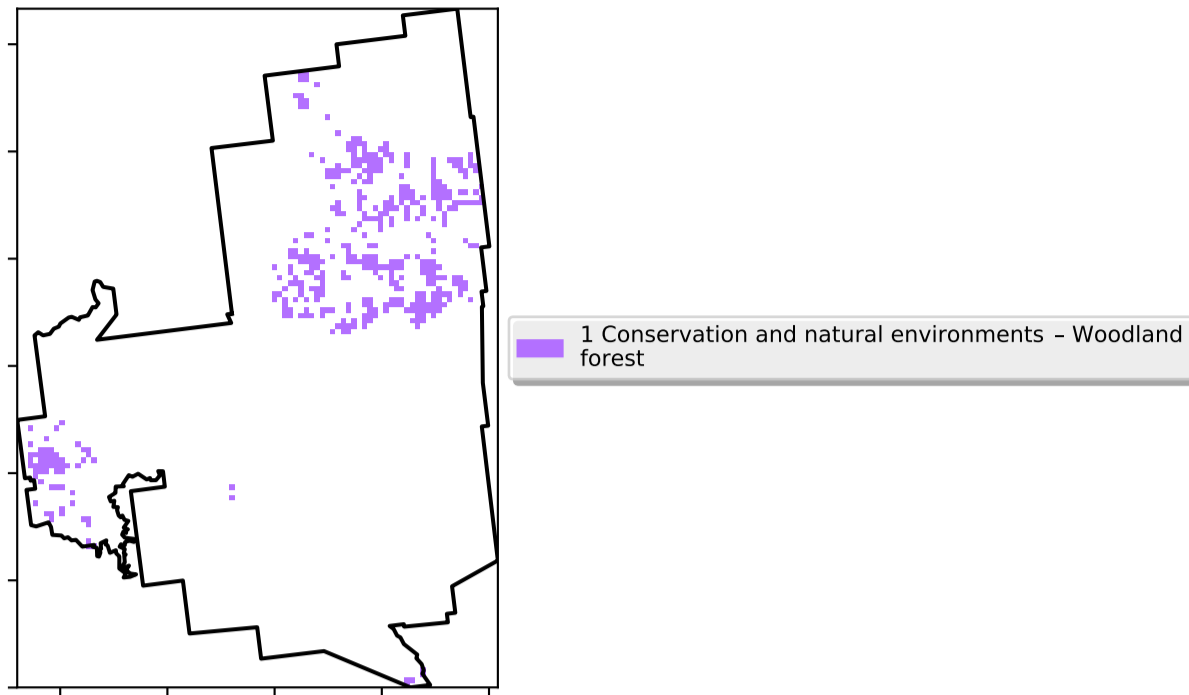 1 Conservation and natural environments – Woodland
forest